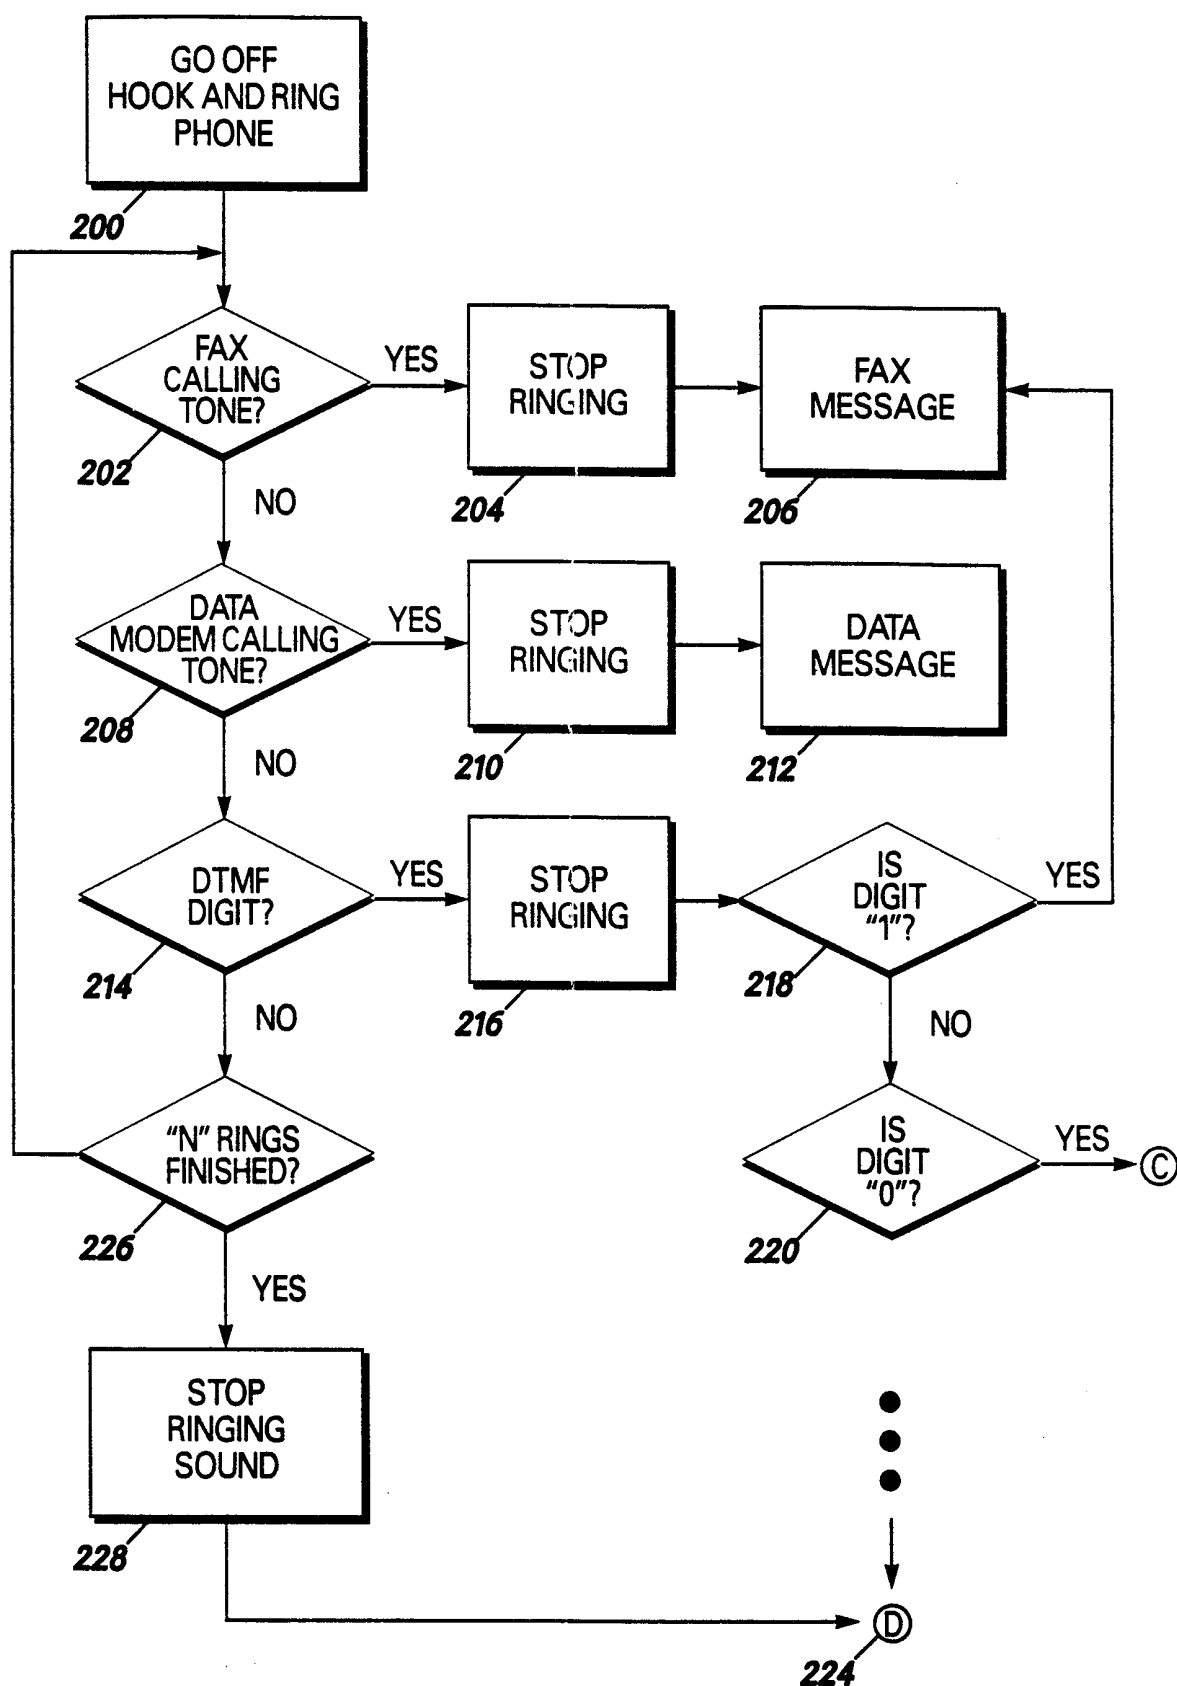 GO OFF
HOOK AND RING
PHONE
200
FAX
CALLING
TONE?
202
YES
STOP
RINGING
204
FAX
MESSAGE
206
NO
DATA
MODEM CALLING
TONE?
208
YES
STOP
RINGING
210
DATA
MESSAGE
212
NO
DTMF
DIGIT?
214
YES
STOP
RINGING
216
IS
DIGIT
"1"?
218
YES
NO
NO
"N" RINGS
FINISHED?
226
IS
DIGIT
"0"?
220
YES
C
YES
STOP
RINGING
SOUND
228
D
224